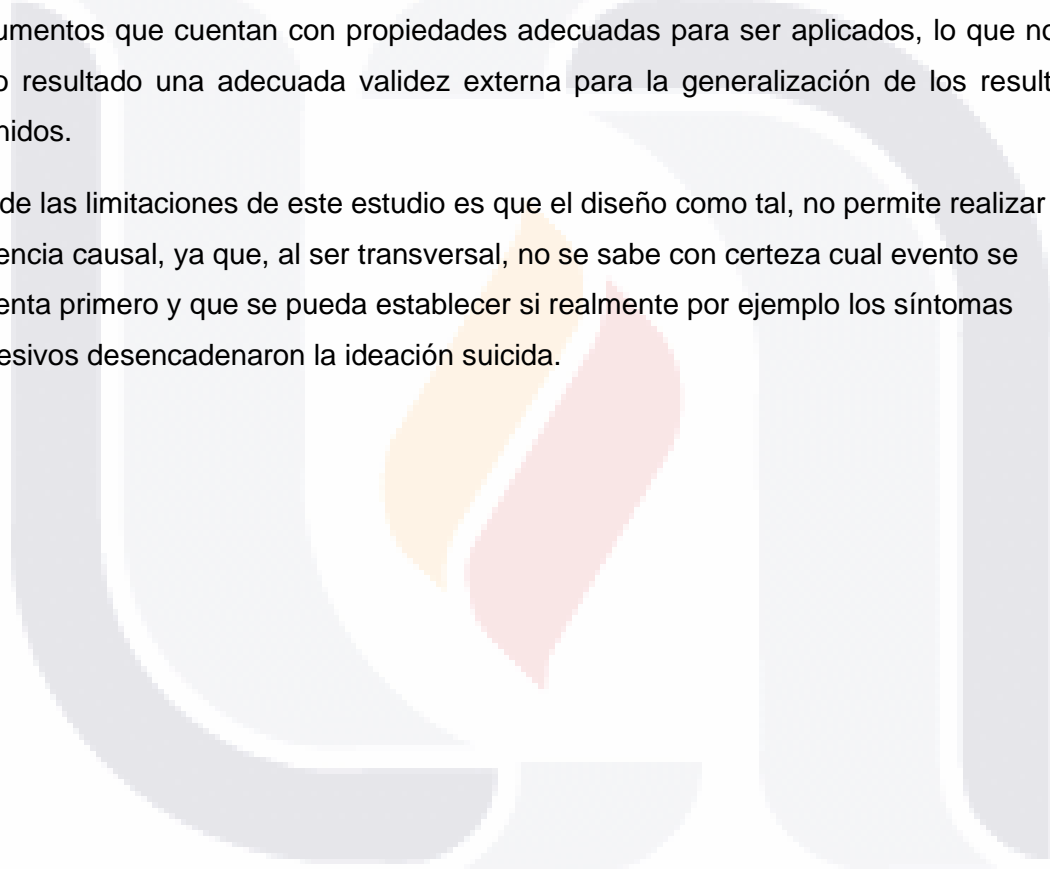 umentos que cuentan con propiedades adecuadas para ser aplicados, lo que no
o resultado una adecuada validez externa para la generalización de los result
nidos.
de las limitaciones de este estudio es que el diseño como tal, no permite realizar
encia causal, ya que, al ser transversal, no se sabe con certeza cual evento se
enta primero y que se pueda establecer si realmente por ejemplo los síntomas
esivos desencadenaron la ideación suicida.